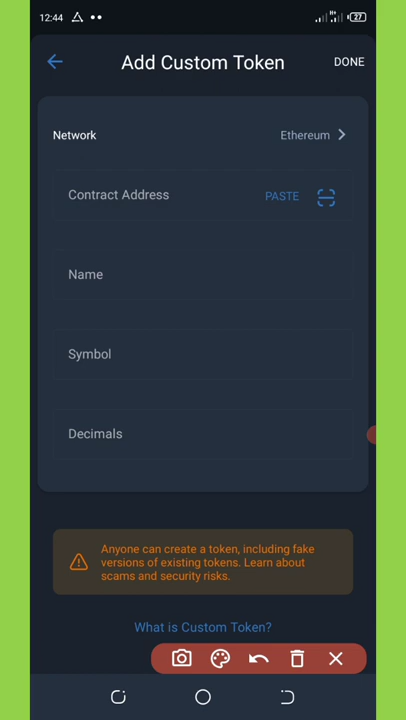 12:44
27
Add Custom Token
DONE
Network
Ethereum
Contract Address
PASTE
Name
Symbol
Decimals
Anyone can create a token, including fake
versions of existing tokens. Learn about
scams and security risks.
What is Custom Token?